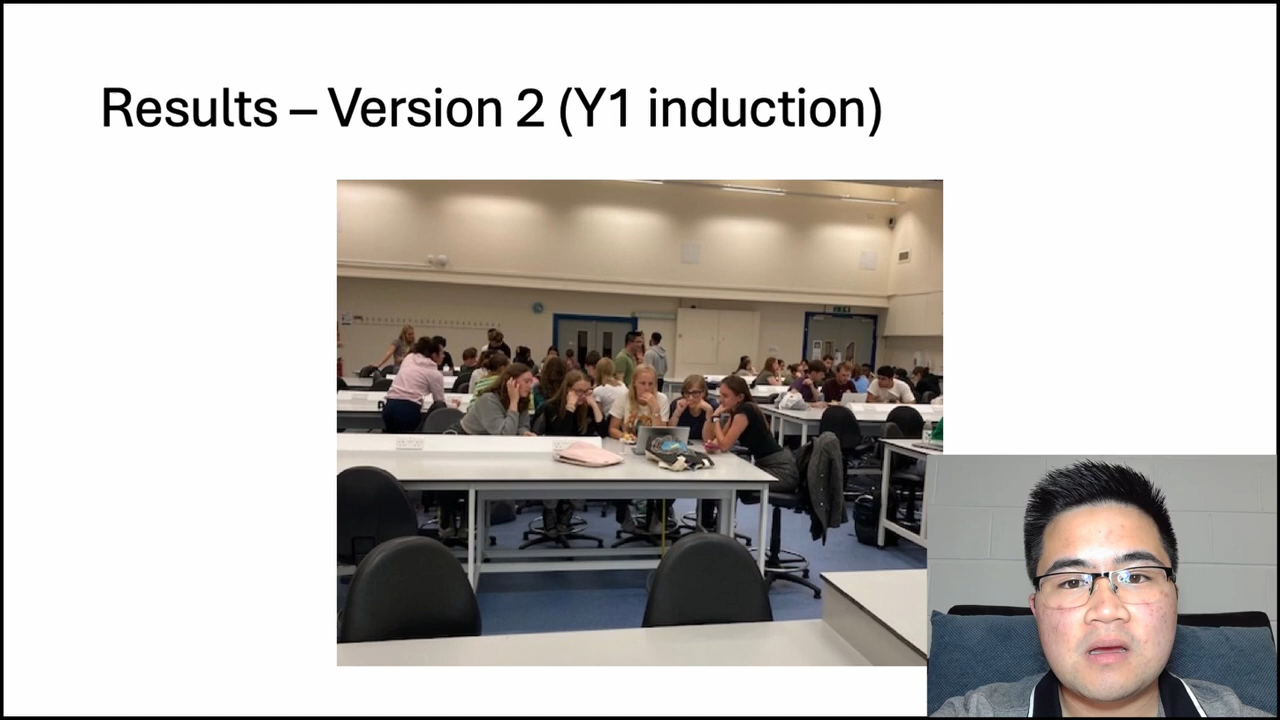 Results – Version 2 (Y1 induction)